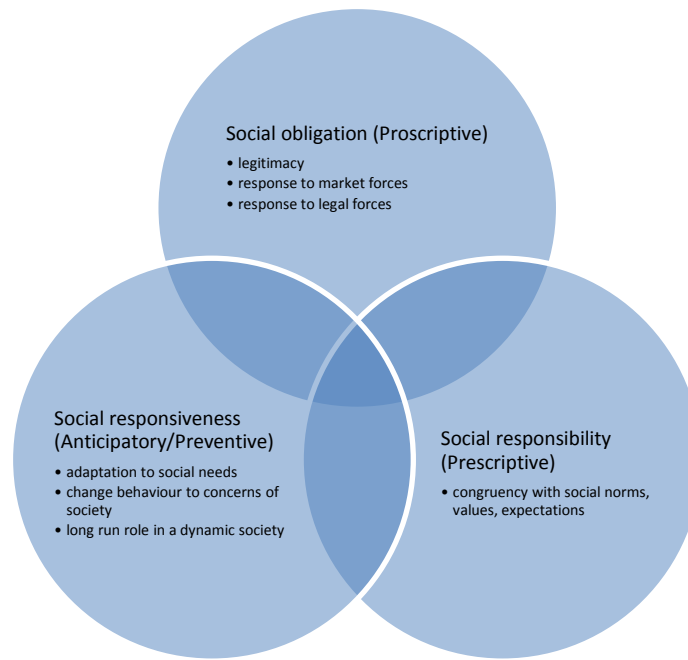 Social obligation (Proscriptive)
• legitimacy
• response to market forces
• response to legal forces
Social responsiveness
(Anticipatory/Preventive)
• adaptation to social needs
• change behaviour to concerns of
society
• long run role in a dynamic society
Social responsibility
(Prescriptive)
• congruency with social norms,
values, expectations